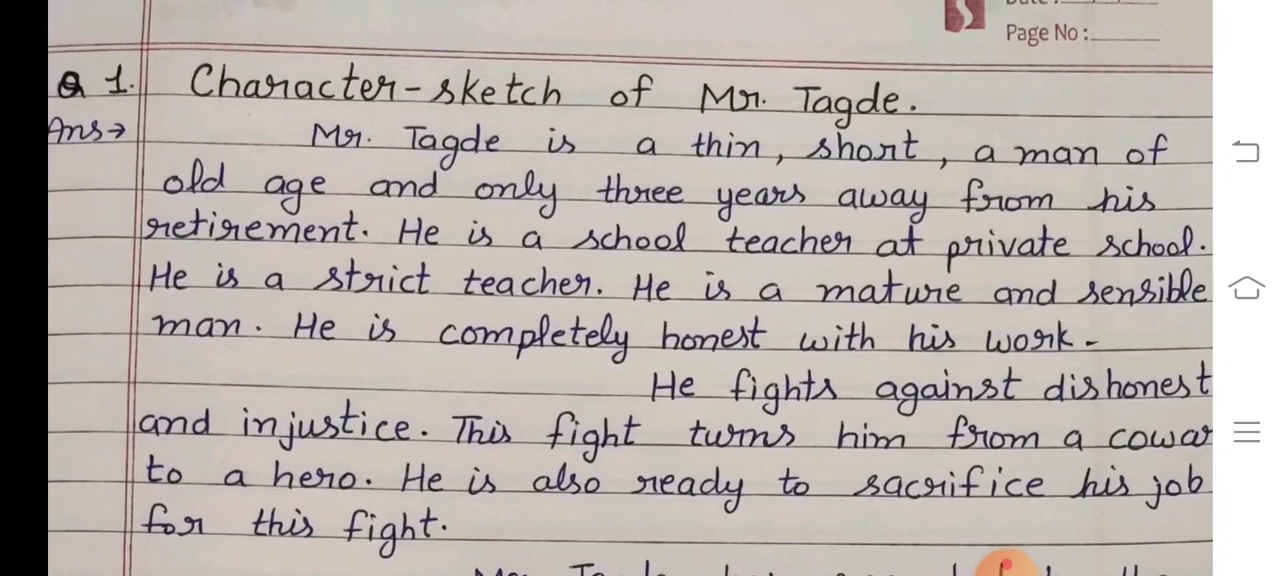 Page No :
Q 1. Character-sketch of Mr. Tagde.
Ans→ Mr. Tagde is a thin, short, a man of
old age and only three years away from his
retirement. He is a school teacher at private school.
He is a strict teacher. He is a mature and sensible
man. He is completely honest with his work-
He fights against dishonest
and injustice. This fight turns him from a cowar
to a hero. He is also ready to sacrifice his job
for this fight.